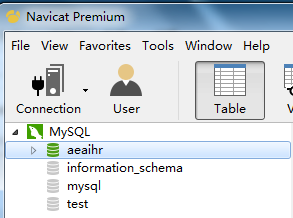 Navicat Premium
File View Favorites Tools Window Help
Connection User Table
MySQL
aeaihr
information_schema
mysql
test